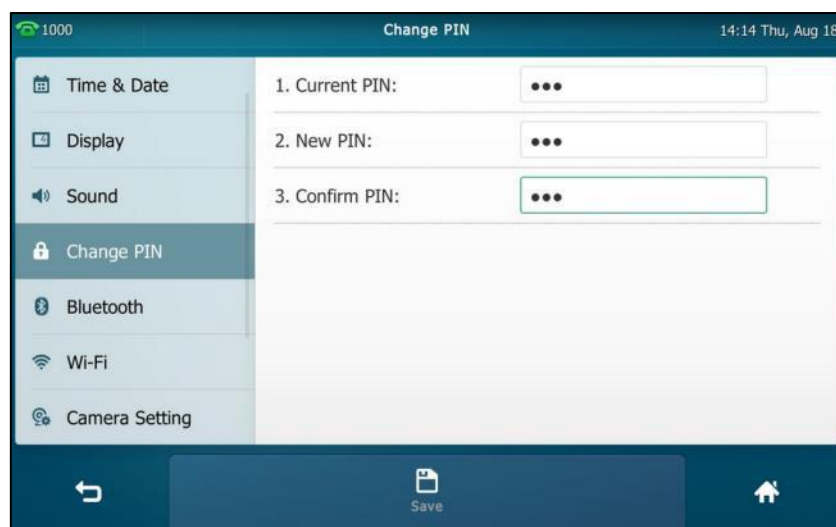 1000 Change PIN 14:14 Thu, Aug 18
Time & Date
Display
Sound
Change PIN
Bluetooth
Wi-Fi
Camera Setting
1. Current PIN: •••
2. New PIN: •••
3. Confirm PIN: •••
Save